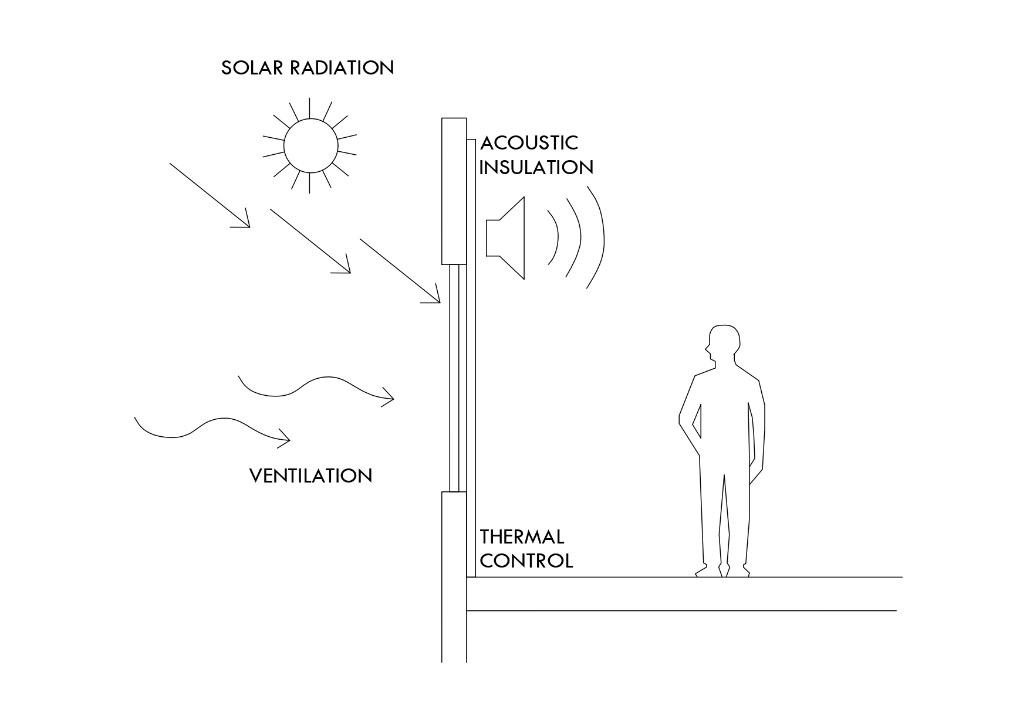 SOLAR RADIATION
ACOUSTIC
INSULATION
VENTILATION
THERMAL
CONTROL